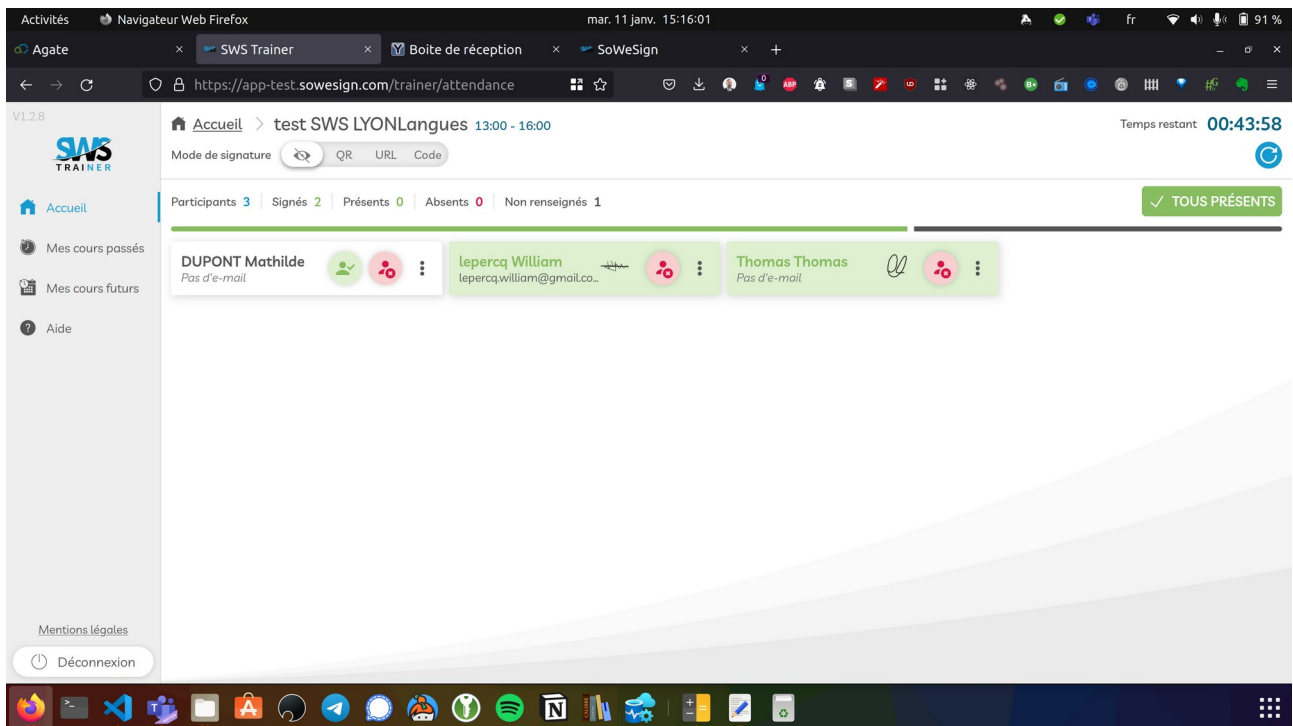 Activités Navigateur Web Firefox mar. 11 janv. 15:16:01 fr 91 %
Agate × SWS Trainer × Boite de réception × SoWeSign × +
https://app-test.sowesign.com/trainer/attendance
V1.2.8
SWS
TRAINER
Accueil > test SWS LYONLangues 13:00 - 16:00
Temps restant 00:43:58
Mode de signature QR URL Code
Accueil
Mes cours passés
Mes cours futurs
Aide
Participants 3 Signés 2 Présents 0 Absents 0 Non renseignés 1
TOUS PRÉSENTS
DUPONT Mathilde
Pas d'e-mail
lepercq William
lepercq.william@gmail.co...
Thomas Thomas
Pas d'e-mail
Mentions légales
Déconnexion